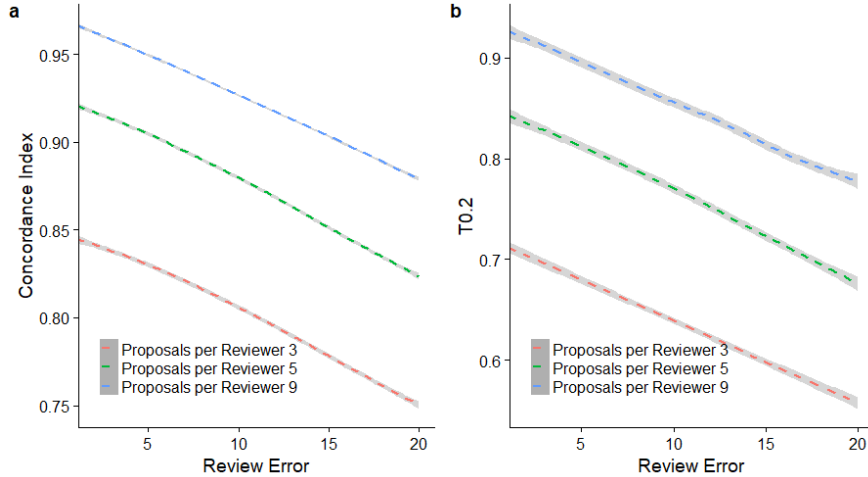 a
Concordance Index
0.95
0.90
0.85
0.80
0.75
Proposals per Reviewer 3
Proposals per Reviewer 5
Proposals per Reviewer 9
5
10
15
20
Review Error
b
T0.2
0.9
0.8
0.7
0.6
Proposals per Reviewer 3
Proposals per Reviewer 5
Proposals per Reviewer 9
5
10
15
20
Review Error